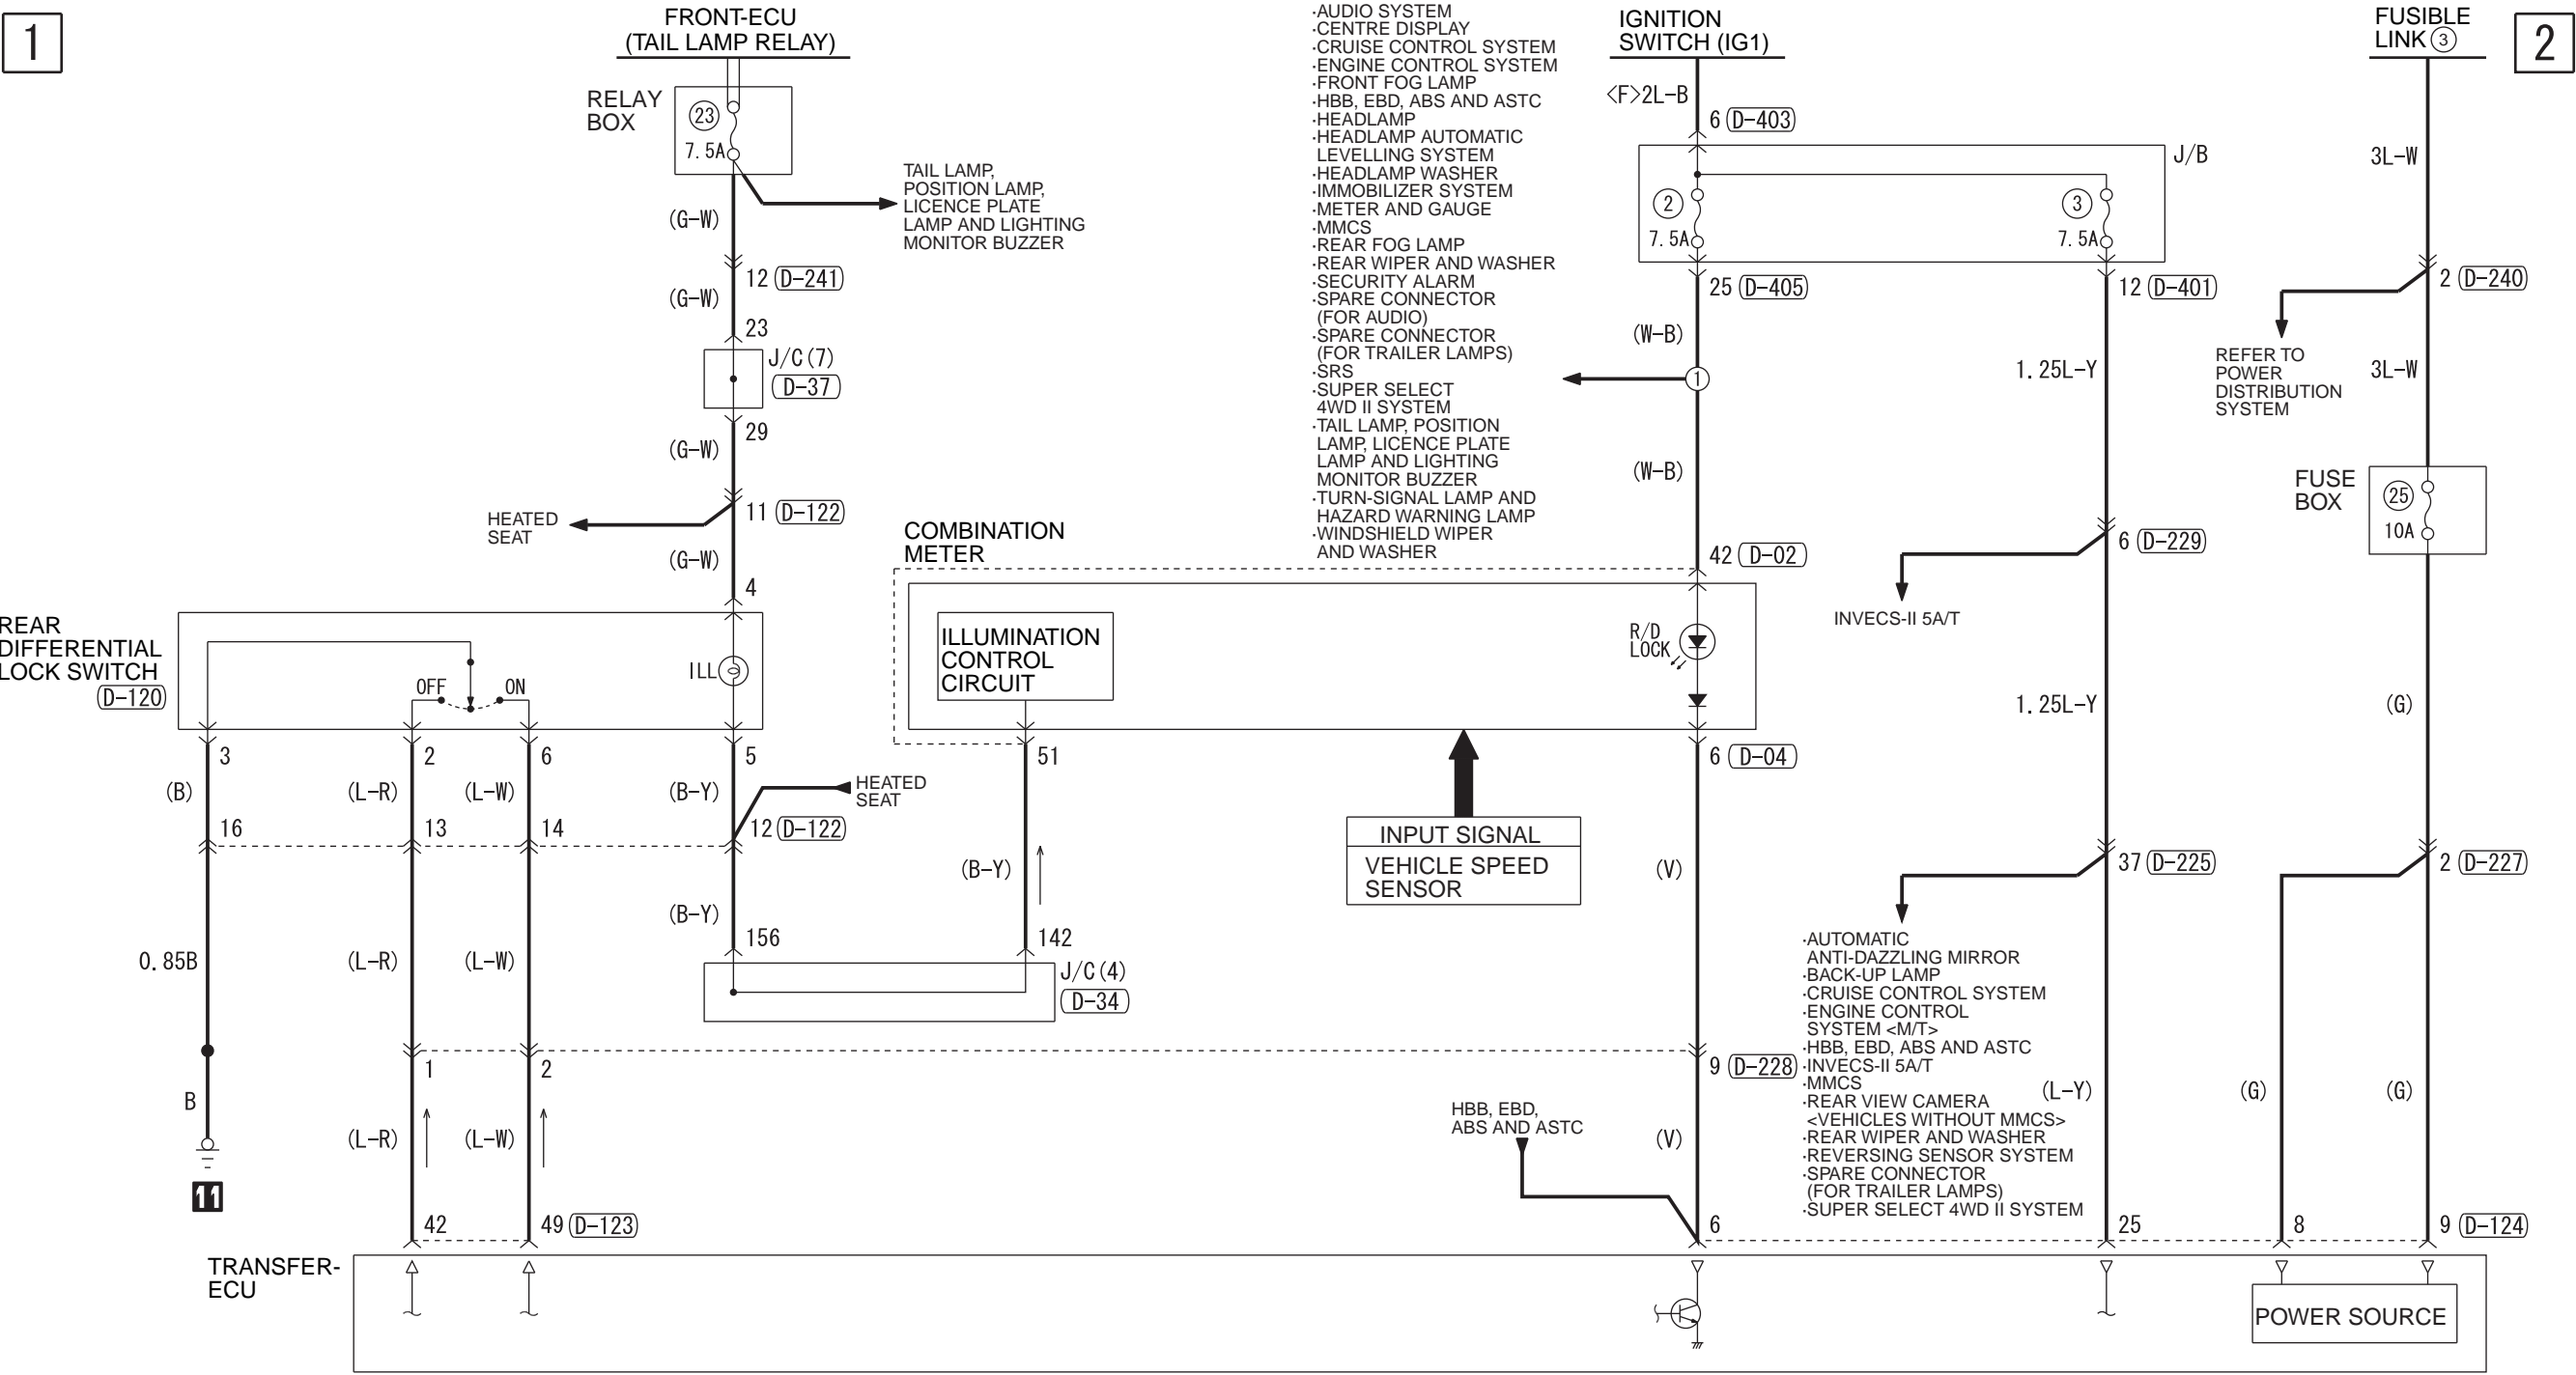 1
FRONT-ECU
(TAIL LAMP RELAY)
RELAY
BOX
23
7.5A
TAIL LAMP,
POSITION LAMP,
LICENCE PLATE
LAMP AND LIGHTING
MONITOR BUZZER
(G-W)
12 (D-241)
(G-W)
23
J/C(7)
(D-37)
29
(G-W)
11 (D-122)
HEATED
SEAT
(G-W)
4
·AUDIO SYSTEM
·CENTRE DISPLAY
·CRUISE CONTROL SYSTEM
·ENGINE CONTROL SYSTEM
·FRONT FOG LAMP
·HBB, EBD, ABS AND ASTC
·HEADLAMP
·HEADLAMP AUTOMATIC
LEVELLING SYSTEM
·HEADLAMP WASHER
·IMMOBILIZER SYSTEM
·METER AND GAUGE
·MMCS
·REAR FOG LAMP
·REAR WIPER AND WASHER
·SECURITY ALARM
·SPARE CONNECTOR
(FOR AUDIO)
·SPARE CONNECTOR
(FOR TRAILER LAMPS)
·SRS
·SUPER SELECT
4WD II SYSTEM
·TAIL LAMP, POSITION
LAMP, LICENCE PLATE
LAMP AND LIGHTING
MONITOR BUZZER
·TURN-SIGNAL LAMP AND
HAZARD WARNING LAMP
·WINDSHIELD WIPER
AND WASHER
IGNITION
SWITCH (IG1)
<F>2L-B
6 (D-403)
J/B
2
7.5A
3
7.5A
25 (D-405)
12 (D-401)
(W-B)
1
(W-B)
42 (D-02)
1.25L-Y
6 (D-229)
INVECS-II 5A/T
1.25L-Y
FUSIBLE
LINK 3
2
3L-W
2 (D-240)
REFER TO
POWER
DISTRIBUTION
SYSTEM
3L-W
FUSE
BOX
25
10A
(G)
REAR
DIFFERENTIAL
LOCK SWITCH
(D-120)
OFF
ON
ILL
COMBINATION
METER
ILLUMINATION
CONTROL
CIRCUIT
R/D
LOCK
3
2
6
5
51
6 (D-04)
(B)
(L-R)
(L-W)
(B-Y)
HEATED
SEAT
16
13
14
12 (D-122)
INPUT SIGNAL
VEHICLE SPEED
SENSOR
(B-Y)
(V)
37 (D-225)
2 (D-227)
(B-Y)
156
142
0.85B
(L-R)
(L-W)
J/C(4)
(D-34)
·AUTOMATIC
ANTI-DAZZLING MIRROR
·BACK-UP LAMP
·CRUISE CONTROL SYSTEM
·ENGINE CONTROL
SYSTEM <M/T>
·HBB, EBD, ABS AND ASTC
·INVECS-II 5A/T
·MMCS
·REAR VIEW CAMERA
<VEHICLES WITHOUT MMCS>
·REAR WIPER AND WASHER
·REVERSING SENSOR SYSTEM
·SPARE CONNECTOR
(FOR TRAILER LAMPS)
·SUPER SELECT 4WD II SYSTEM
1
2
9 (D-228)
B
(L-R)
(L-W)
HBB, EBD,
ABS AND ASTC
(V)
(L-Y)
(G)
(G)
11
42
49 (D-123)
6
25
8
9 (D-124)
TRANSFER-
ECU
POWER SOURCE